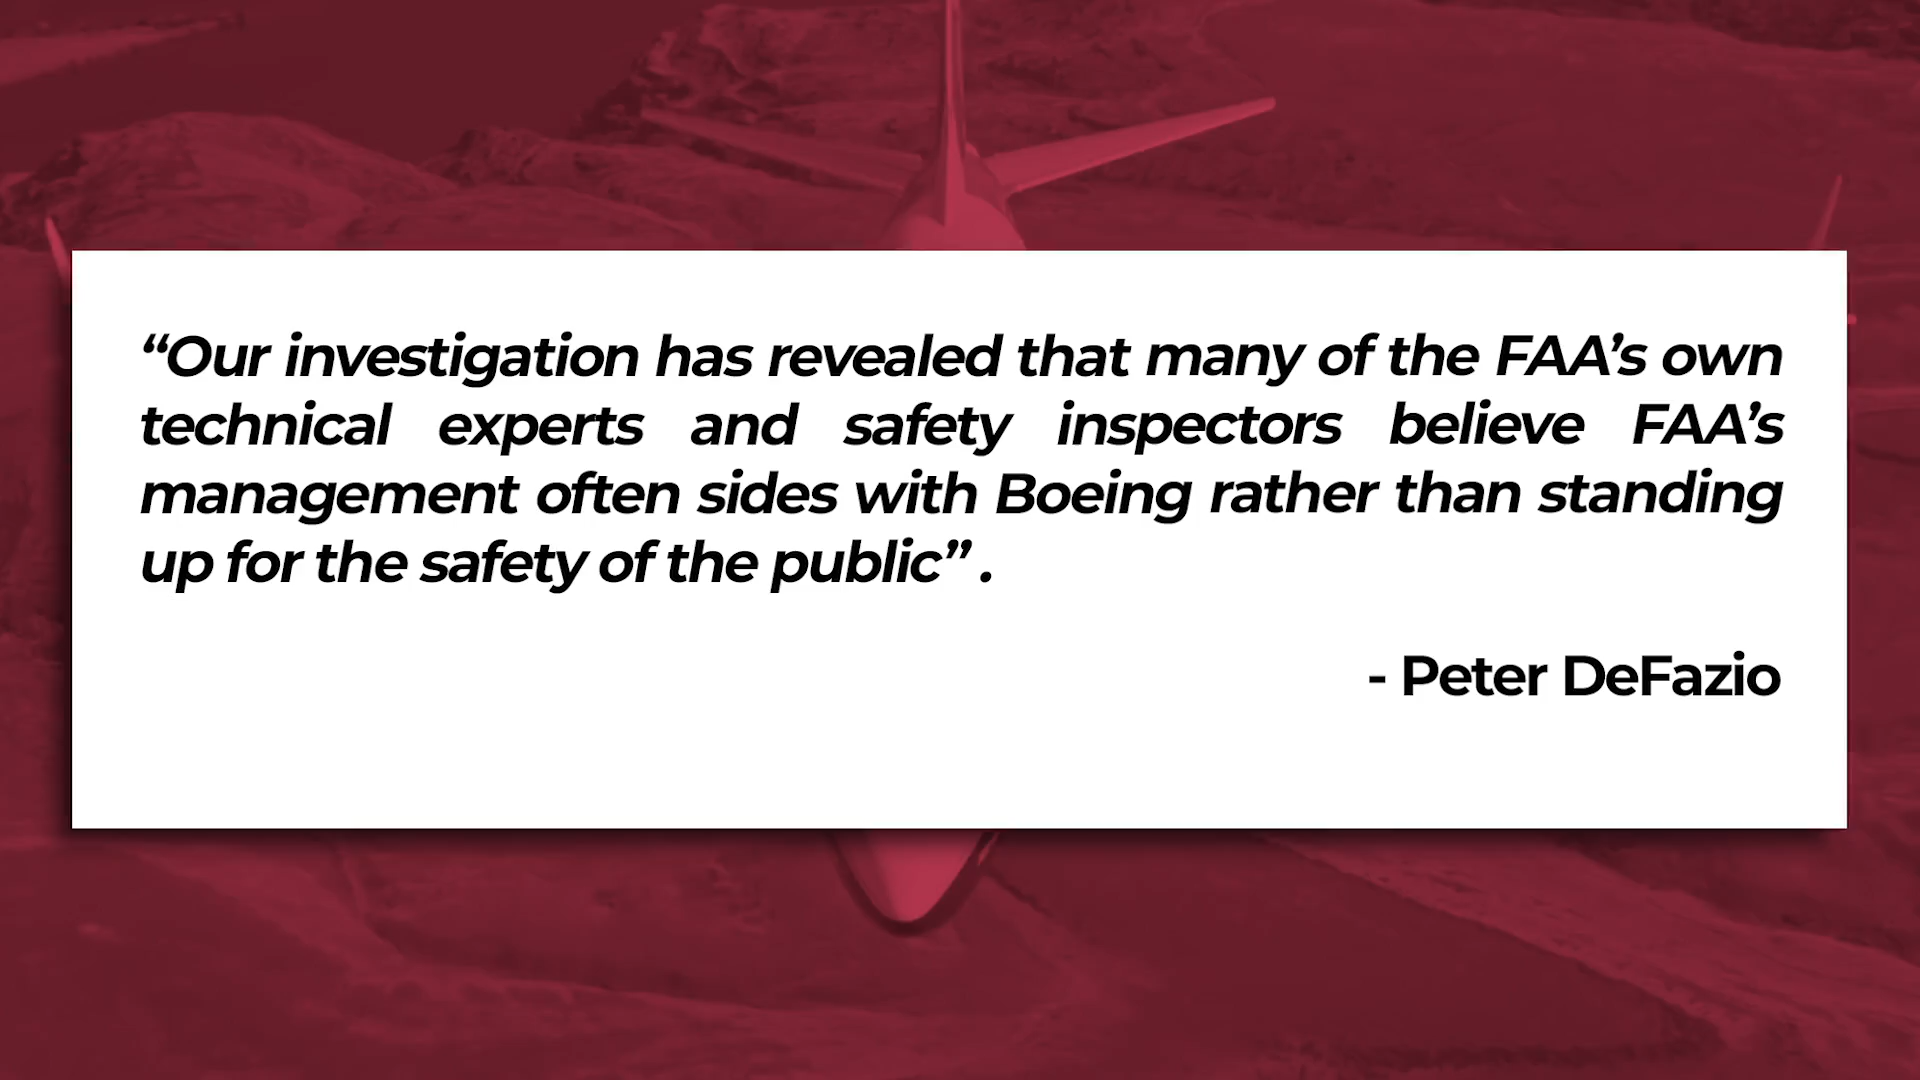 “Our investigation has revealed that many of the FAA’s own
technical experts and safety inspectors believe FAA’s
management often sides with Boeing rather than standing
up for the safety of the public” .
- Peter DeFazio